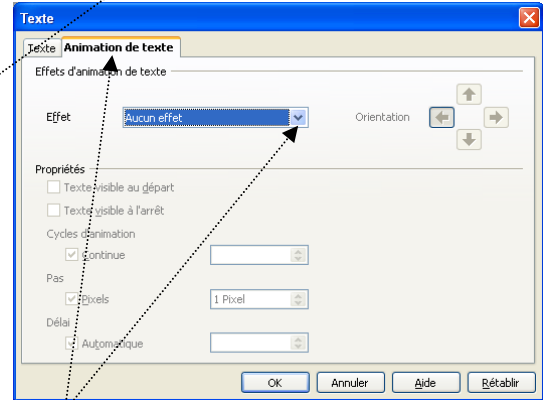 Texte
Texte Animation de texte
Effets d'animation de texte
Effet Aucun effet Orientation
Propriétés
Texte visible au départ
Texte visible à l'arrêt
Cycles d'animation
Continue
Pas
Pixels 1 Pixel
Délai
Automatique
OK Annuler Aide Rétablir